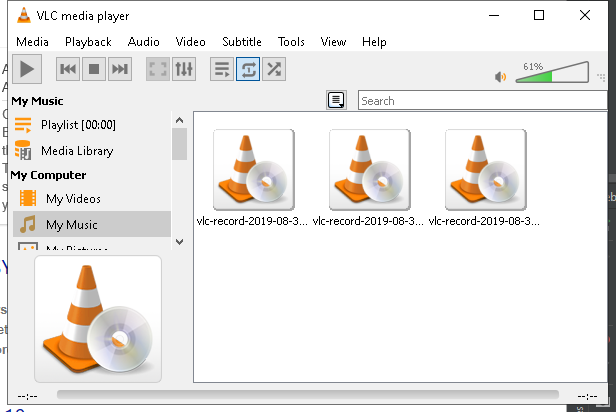 VLC media player
Media Playback Audio Video Subtitle Tools View Help
61%
My Music
Search
Playlist [00:00]
Media Library
My Computer
My Videos
My Music
My Pictures
vlc-record-2019-08-3... vlc-record-2019-08-3... vlc-record-2019-08-3...
--:-- --:--